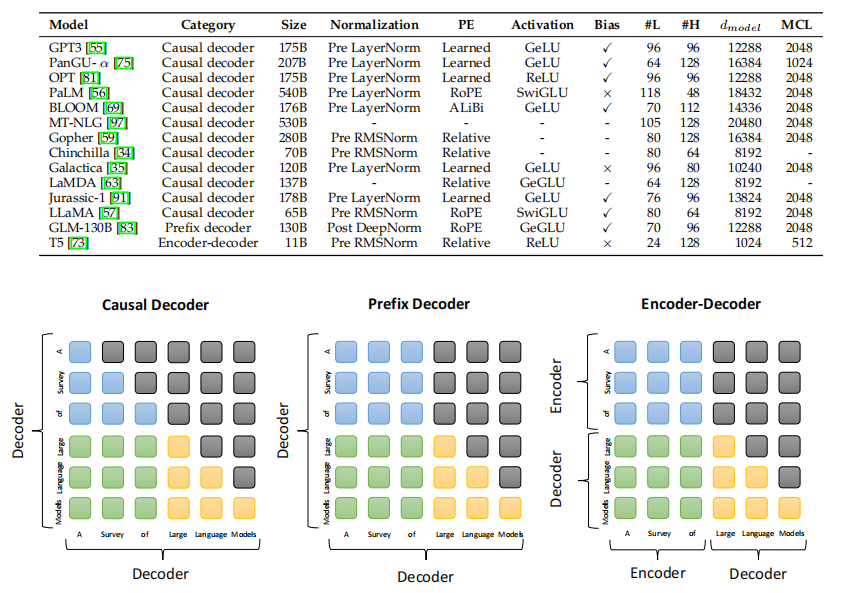 Model Category Size Normalization PE Activation Bias #L #H d_model MCL
GPT3 [55] Causal decoder 175B Pre LayerNorm Learned GeLU ✓ 96 96 12288 2048
PanGU- α [75] Causal decoder 207B Pre LayerNorm Learned GeLU ✓ 64 128 16384 1024
OPT [81] Causal decoder 175B Pre LayerNorm Learned ReLU ✓ 96 96 12288 2048
PaLM [56] Causal decoder 540B Pre LayerNorm RoPE SwiGLU × 118 48 18432 2048
BLOOM [69] Causal decoder 176B Pre LayerNorm ALiBi GeLU ✓ 70 112 14336 2048
MT-NLG [97] Causal decoder 530B - - - - 105 128 20480 2048
Gopher [59] Causal decoder 280B Pre RMSNorm Relative - - 80 128 16384 2048
Chinchilla [34] Causal decoder 70B Pre RMSNorm Relative - - 80 64 8192 -
Galactica [35] Causal decoder 120B Pre LayerNorm Learned GeLU × 96 80 10240 2048
LaMDA [63] Causal decoder 137B - Relative GeGLU - 64 128 8192 -
Jurassic-1 [91] Causal decoder 178B Pre LayerNorm Learned GeLU ✓ 76 96 13824 2048
LLaMA [57] Causal decoder 65B Pre RMSNorm RoPE SwiGLU ✓ 80 64 8192 2048
GLM-130B [83] Prefix decoder 130B Post DeepNorm RoPE GeGLU ✓ 70 96 12288 2048
T5 [73] Encoder-decoder 11B Pre RMSNorm Relative ReLU × 24 128 1024 512
Causal Decoder
Decoder
A
Survey
of
Large
Language
Models
A Survey of Large Language Models
Decoder
Prefix Decoder
Decoder
A
Survey
of
Large
Language
Models
A Survey of Large Language Models
Decoder
Encoder-Decoder
Encoder
Decoder
A
Survey
of
Large
Language
Models
A Survey of Large Language Models
Encoder Decoder